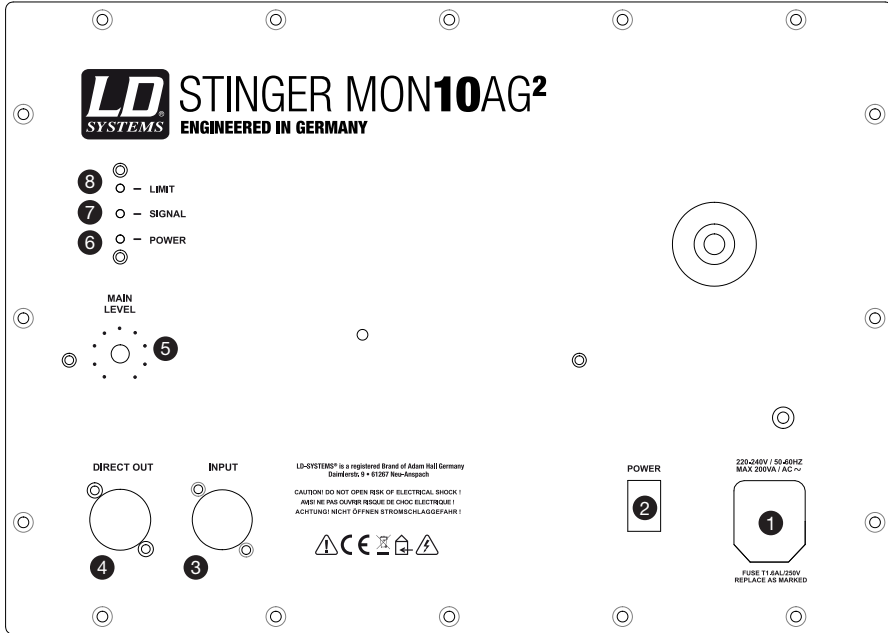 LD®
SYSTEMS
STINGER MON10AG²
ENGINEERED IN GERMANY
8
LIMIT
7
SIGNAL
6
POWER
MAIN
LEVEL
5
DIRECT OUT
INPUT
4
3
LD-SYSTEMS® is a registered Brand of Adam Hall Germany
Daimlerstr. 9 • 61267 Neu-Anspach
CAUTION! DO NOT OPEN RISK OF ELECTRICAL SHOCK !
AVIS! NE PAS OUVRIR RISQUE DE CHOC ELECTRIQUE !
ACHTUNG! NICHT ÖFFNEN STROMSCHLAGGEFAHR !
CE
POWER
2
220-240V / 50-60HZ
MAX 200VA / AC ~
1
FUSE T1.6AL/250V
REPLACE AS MARKED